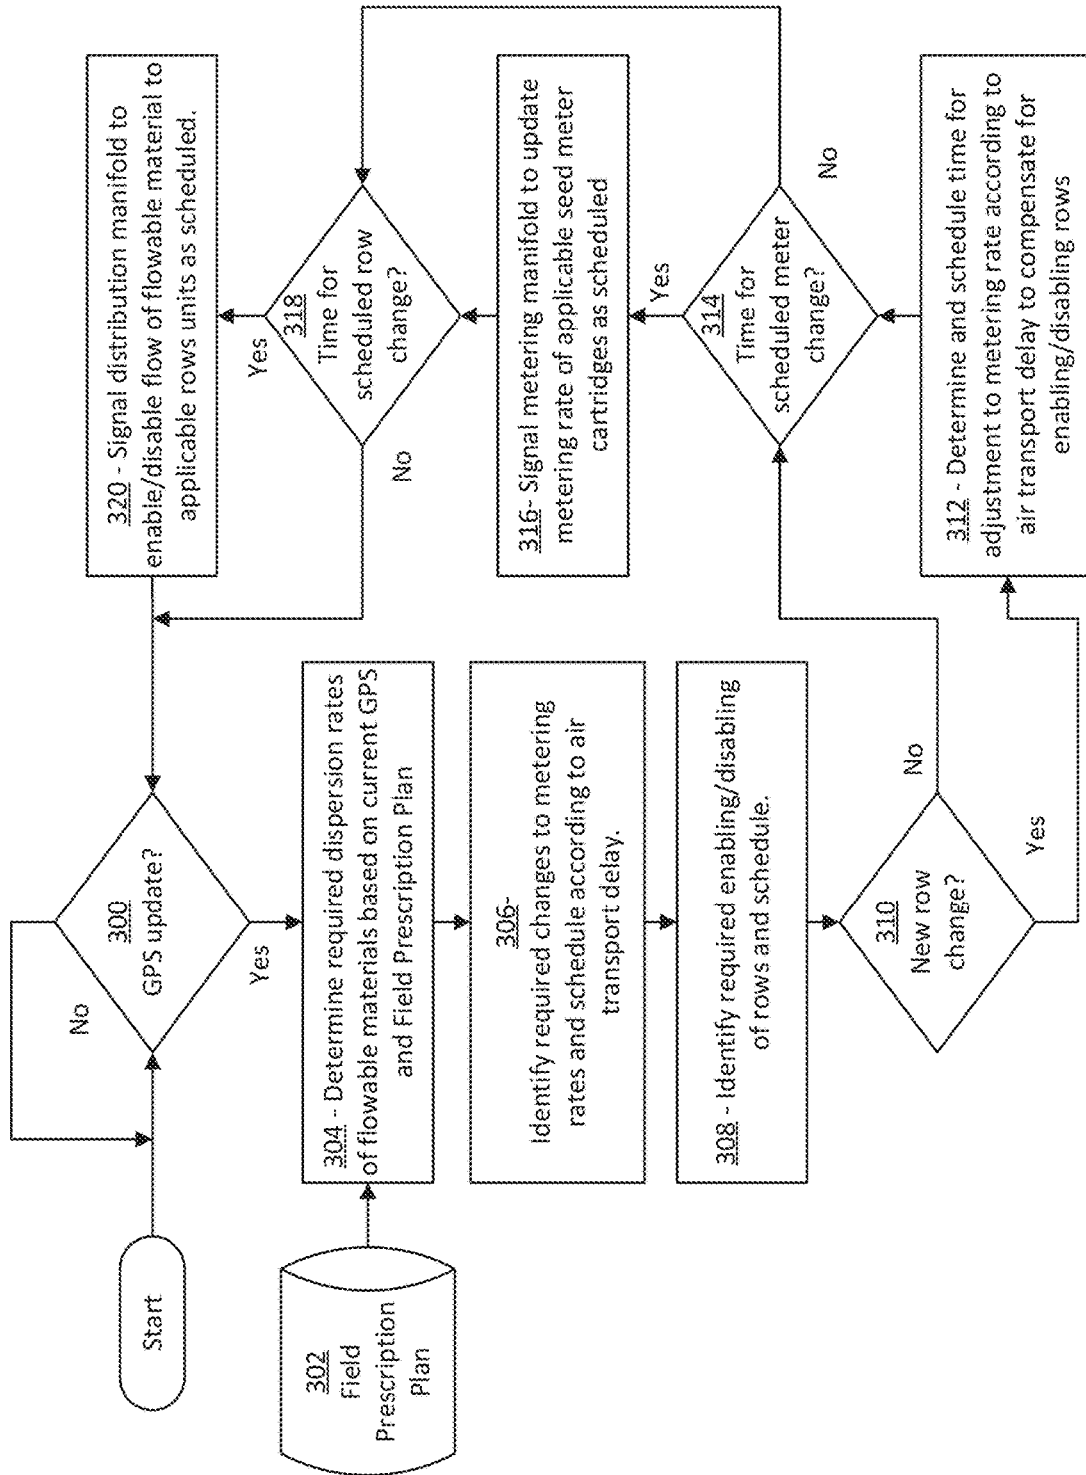 Start
No
300
GPS update?
Yes
302
Field
Prescription
Plan
304 - Determine required dispersion rates
of flowable materials based on current GPS
and Field Prescription Plan
306-
Identify required changes to metering
rates and schedule according to air
transport delay.
308 - Identify required enabling/disabling
of rows and schedule.
310
New row
change?
No
Yes
312 - Determine and schedule time for
adjustment to metering rate according to
air transport delay to compensate for
enabling/disabling rows
314
Time for
scheduled meter
change?
No
Yes
316- Signal metering manifold to update
metering rate of applicable seed meter
cartridges as scheduled
318
Time for
scheduled row
change?
No
Yes
320 - Signal distribution manifold to
enable/disable flow of flowable material to
applicable rows units as scheduled.